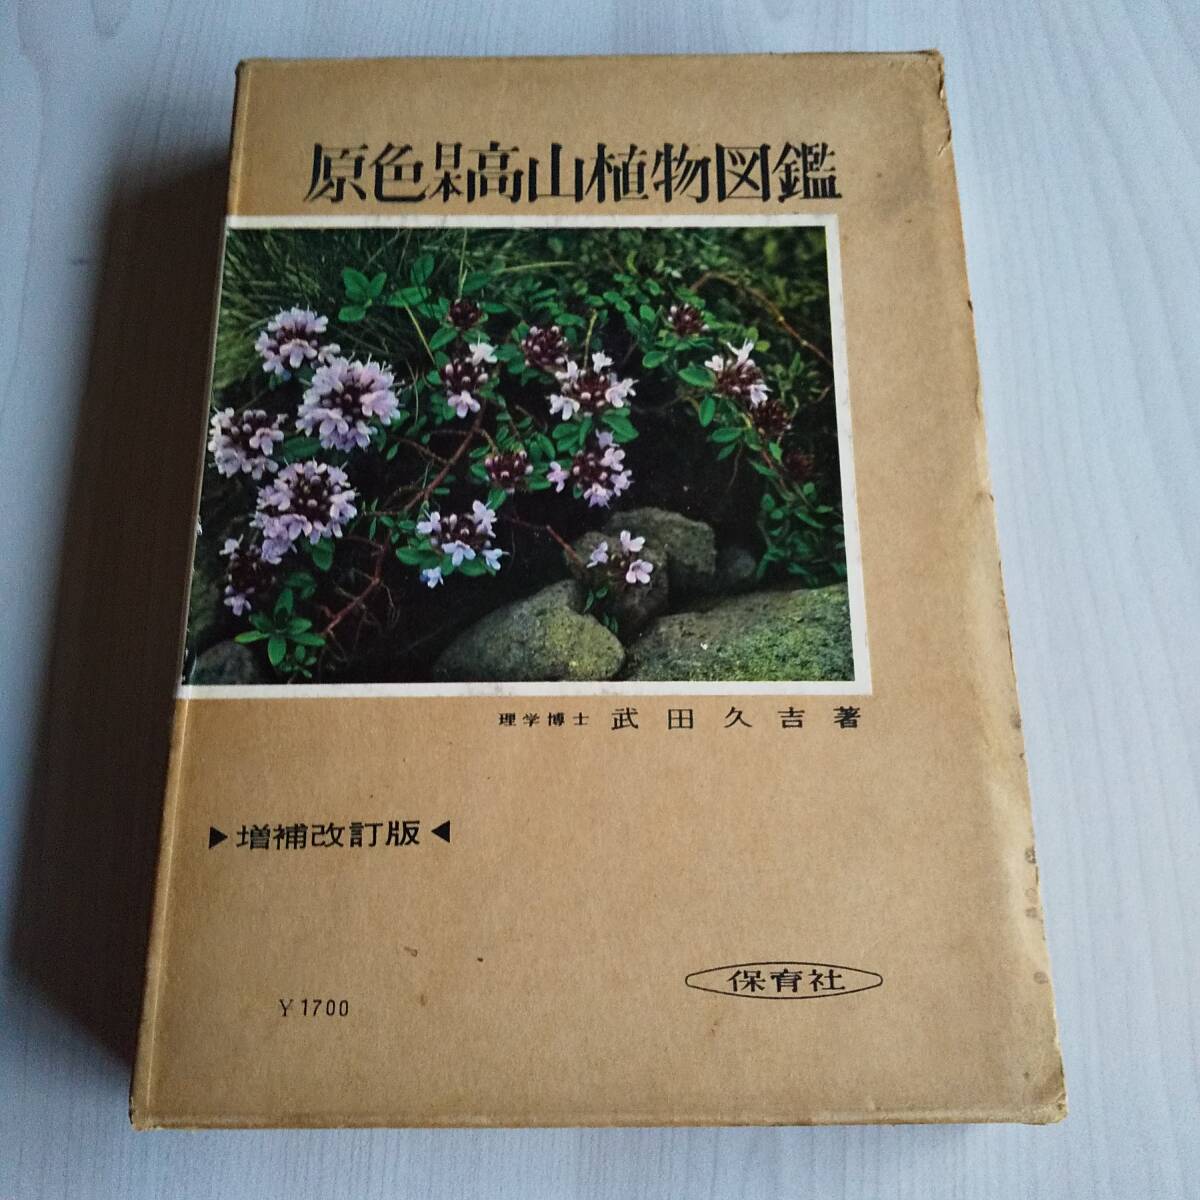 原色日本高山植物図鑑
理学博士 武田久吉著
▶増補改訂版◀
保育社
¥1700